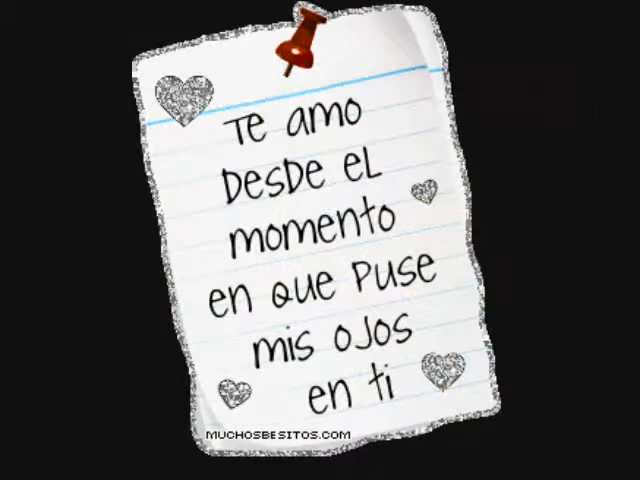 Te amo
DesDe eL
momento
en que puse
mis ojos
en ti
MUCHOSBESITOS.COM